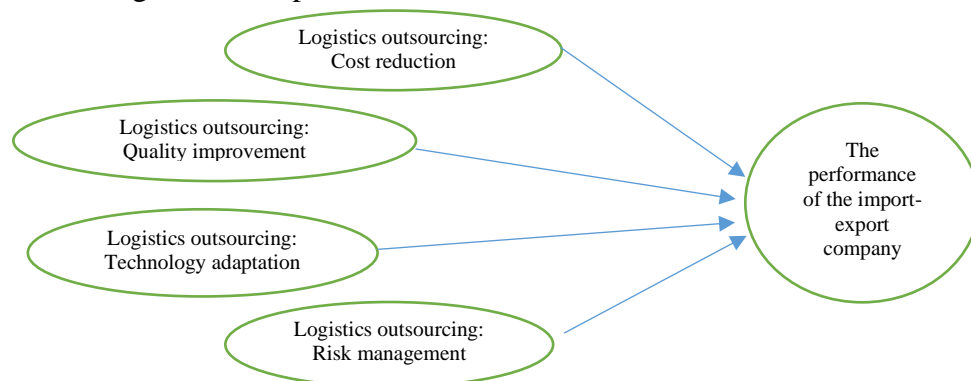 Logistics outsourcing:
Cost reduction
Logistics outsourcing:
Quality improvement
Logistics outsourcing:
Technology adaptation
Logistics outsourcing:
Risk management
The
performance
of the import-
export
company